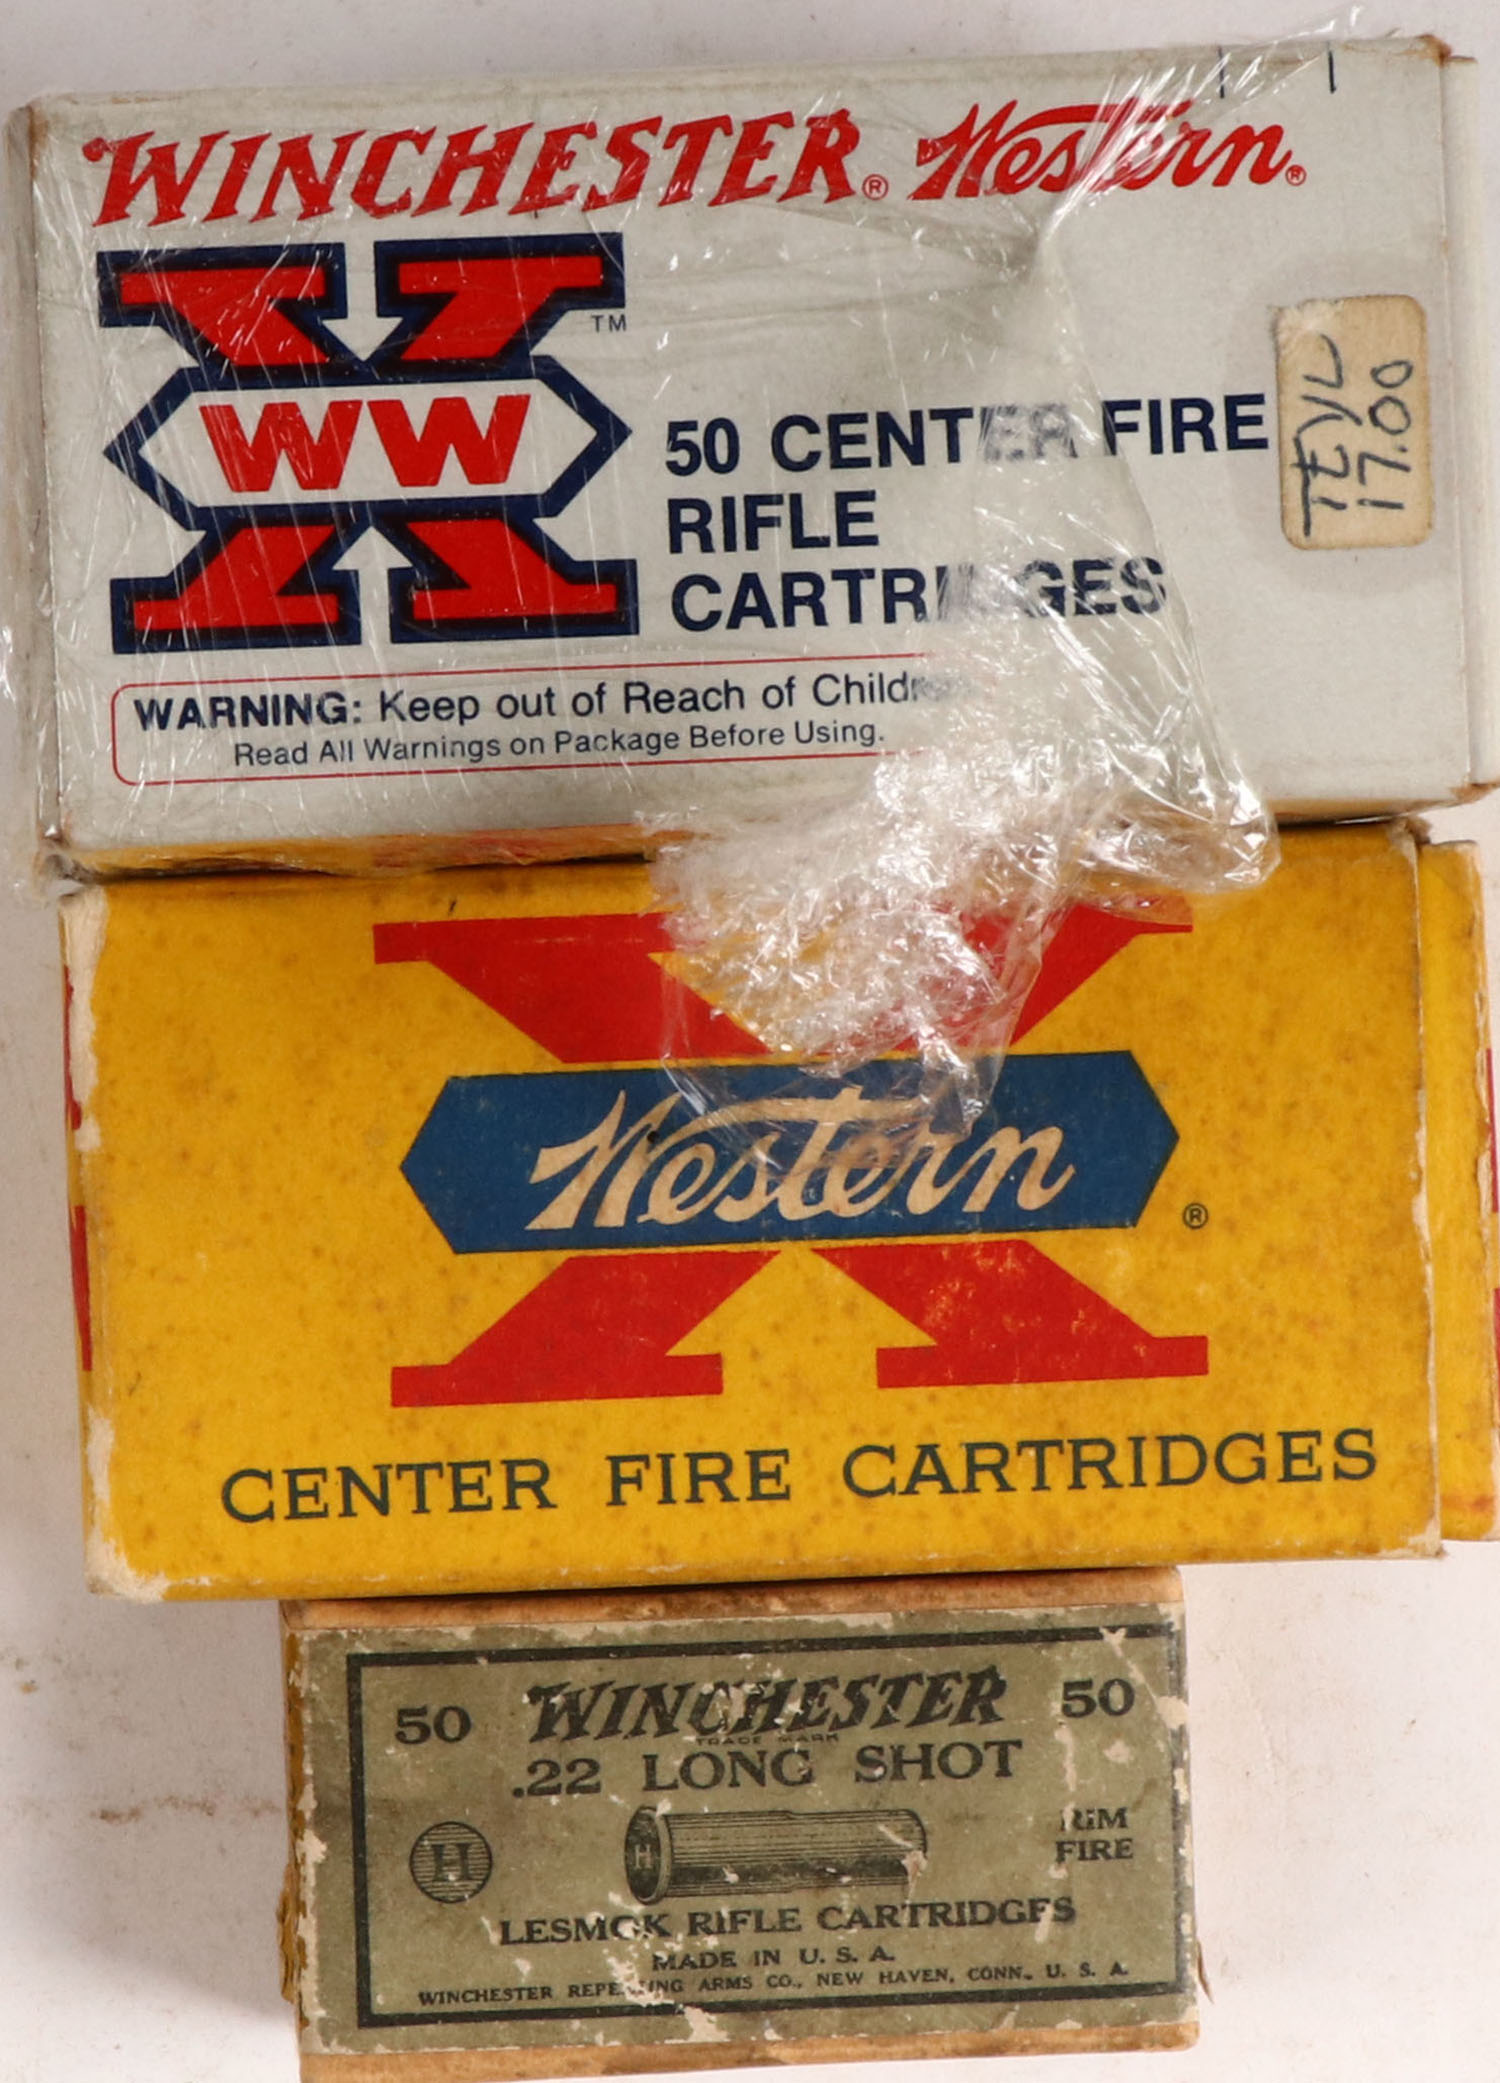 WINCHESTER® Western®
WW
TM
50 CENTER FIRE
RIFLE
CARTRIDGES
WARNING: Keep out of Reach of Children
Read All Warnings on Package Before Using.
17.00
Western
®
CENTER FIRE CARTRIDGES
50 WINCHESTER 50
TRADE MARK
.22 LONG SHOT
H
H
RIM
FIRE
LESMOK RIFLE CARTRIDGES
MADE IN U. S. A.
WINCHESTER REPEATING ARMS CO., NEW HAVEN, CONN., U. S. A.